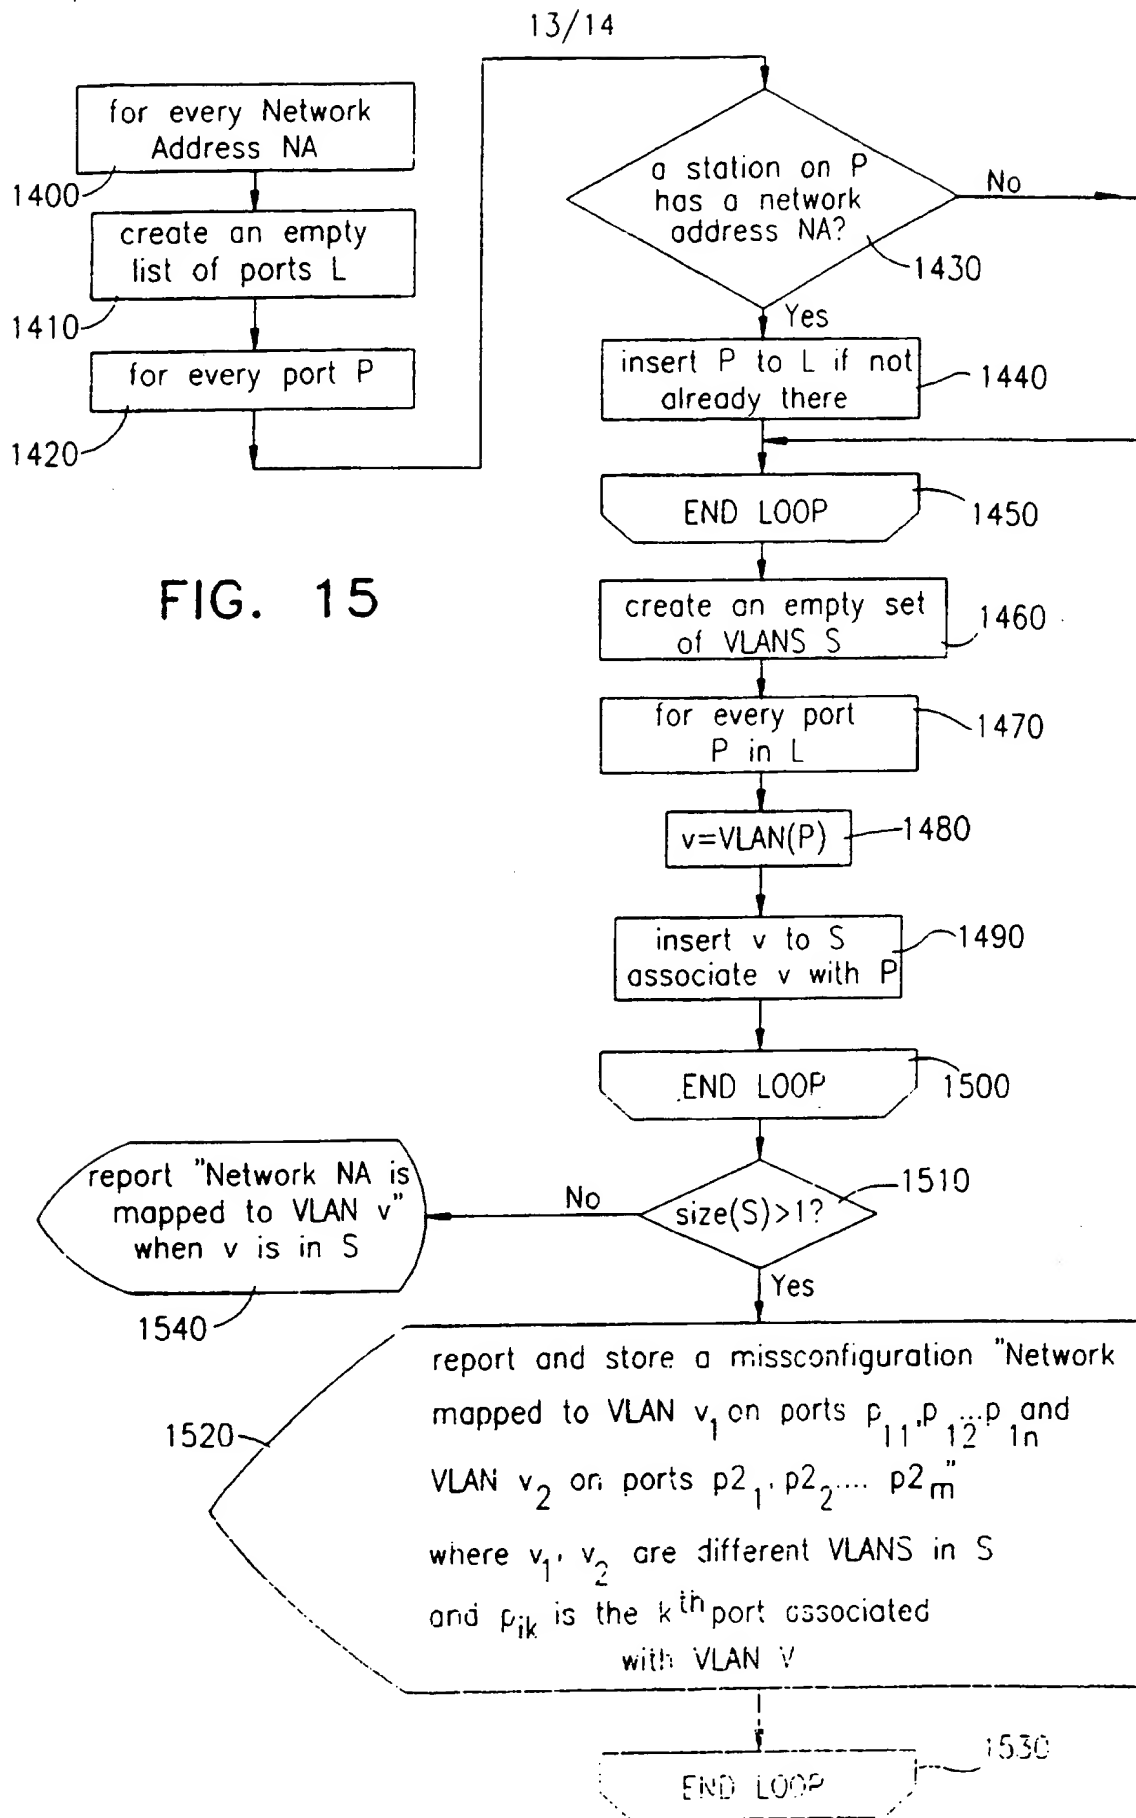 13/14
for every Network
Address NA
1400
create an empty
list of ports L
1410
for every port P
1420
FIG. 15
a station on P
has a network
address NA?
No
1430
Yes
insert P to L if not
already there
1440
END LOOP
1450
create an empty set
of VLANS S
1460
for every port
P in L
1470
v=VLAN(P)
1480
insert v to S
associate v with P
1490
END LOOP
1500
size(S)>1?
1510
No
report "Network NA is
mapped to VLAN v"
when v is in S
1540
Yes
report and store a missconfiguration "Network
mapped to VLAN v1 on ports p11,p12...p1n and
VLAN v2 on ports p21, p22.... p2m"
where v1, v2 are different VLANS in S
and pik is the kth port associated
with VLAN V
1520
END LOOP
1530